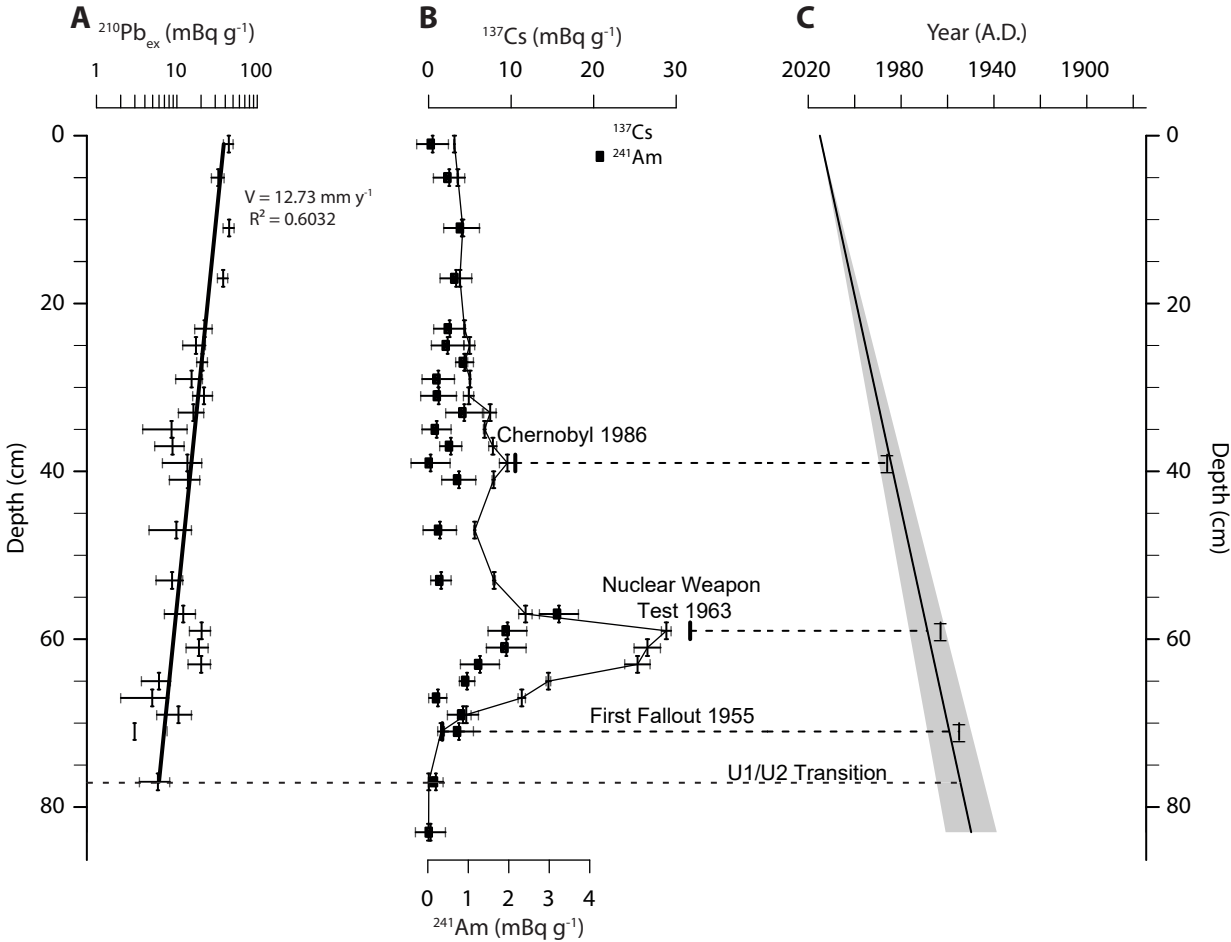 A
²¹⁰Pbₑₓ (mBq g⁻¹)
1 10 100
0
20
40
60
80
Depth (cm)
V = 12.73 mm y⁻¹
R² = 0.6032
B
¹³⁷Cs (mBq g⁻¹)
0 10 20 30
¹³⁷Cs
²⁴¹Am
Chernobyl 1986
Nuclear Weapon
Test 1963
First Fallout 1955
U1/U2 Transition
0 1 2 3 4
²⁴¹Am (mBq g⁻¹)
C
Year (A.D.)
2020 1980 1940 1900
0
20
40
60
80
Depth (cm)